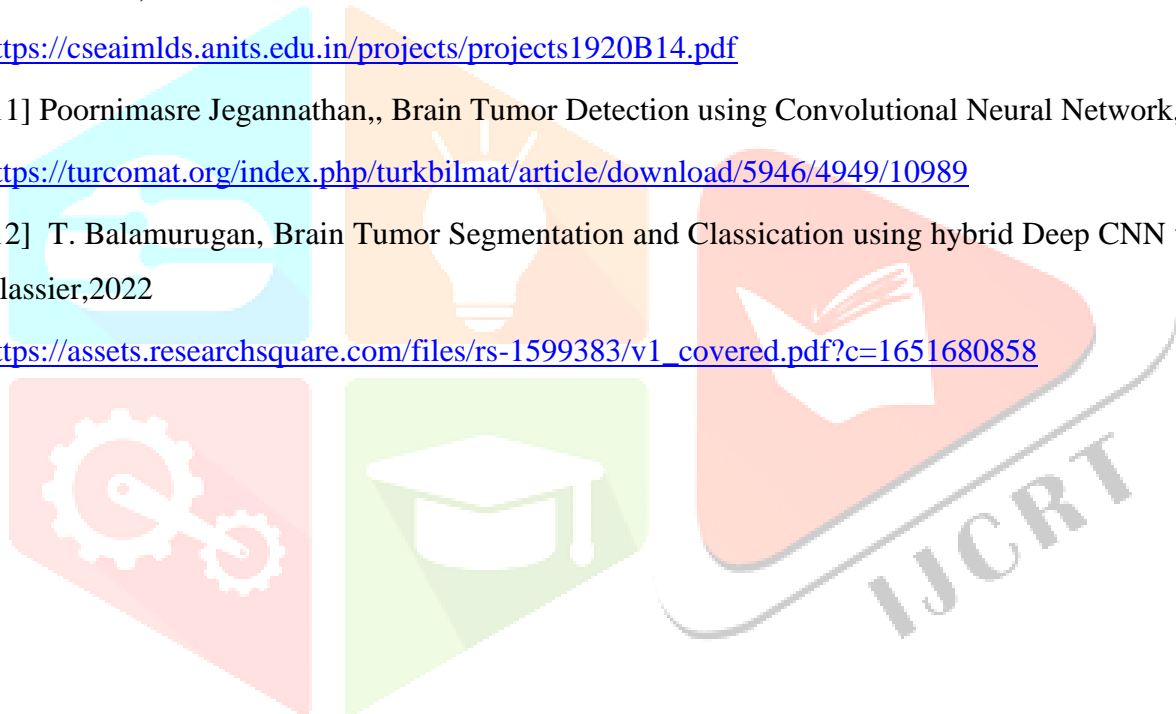 ttps://cseaimlds.anits.edu.in/projects/projects1920B14.pdf
11] Poornimasre Jegannathan,, Brain Tumor Detection using Convolutional Neural Network,
ttps://turcomat.org/index.php/turkbilmat/article/download/5946/4949/10989
12] T. Balamurugan, Brain Tumor Segmentation and Classication using hybrid Deep CNN
lassier,2022
ttps://assets.researchsquare.com/files/rs-1599383/v1_covered.pdf?c=1651680858
IJCRT